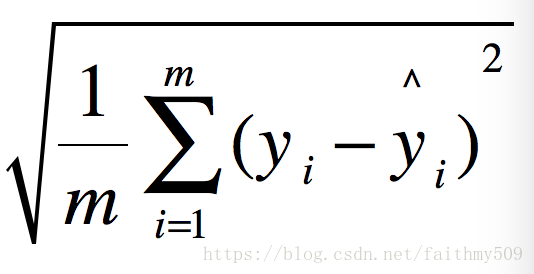 √(1/m ∑_{i=1}^{m} (y_i − ŷ_i)^2)
https://blog.csdn.net/faithmy509